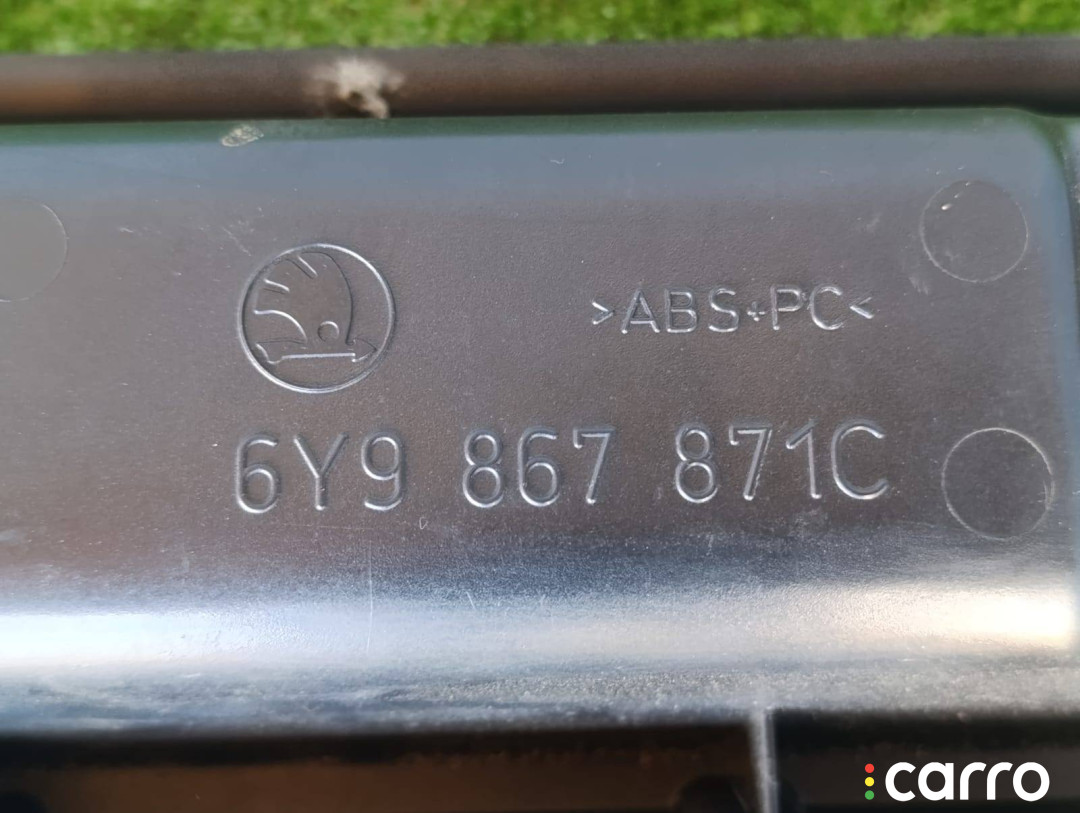 >ABS+PC<
6Y9 867 871C
carro